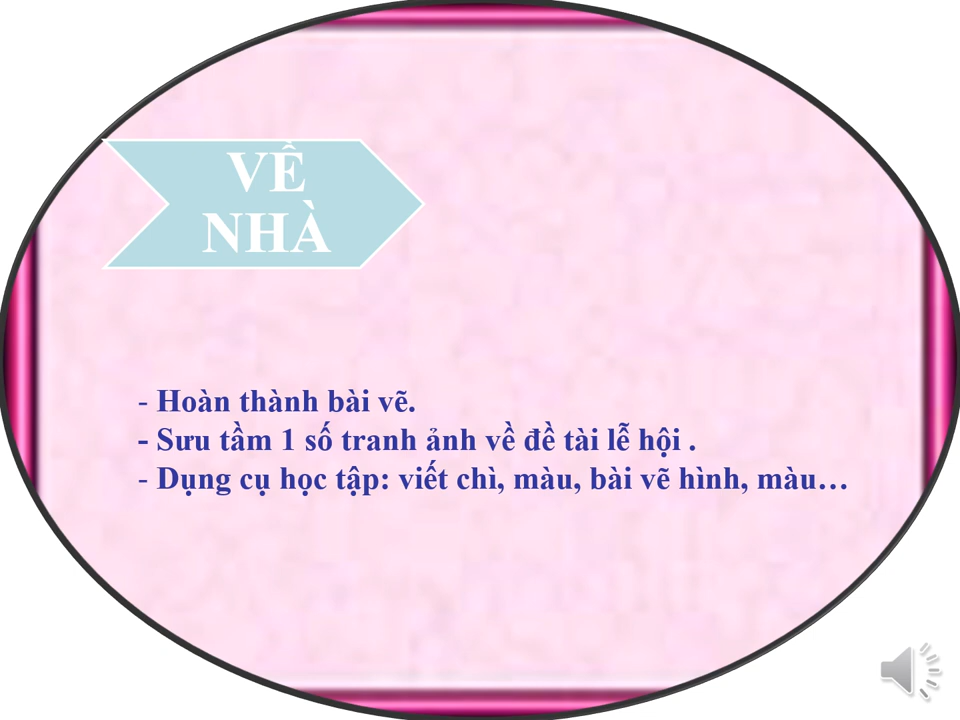 VỀ
NHÀ
- Hoàn thành bài vẽ.
- Sưu tầm 1 số tranh ảnh về đề tài lễ hội .
- Dụng cụ học tập: viết chì, màu, bài vẽ hình, màu…